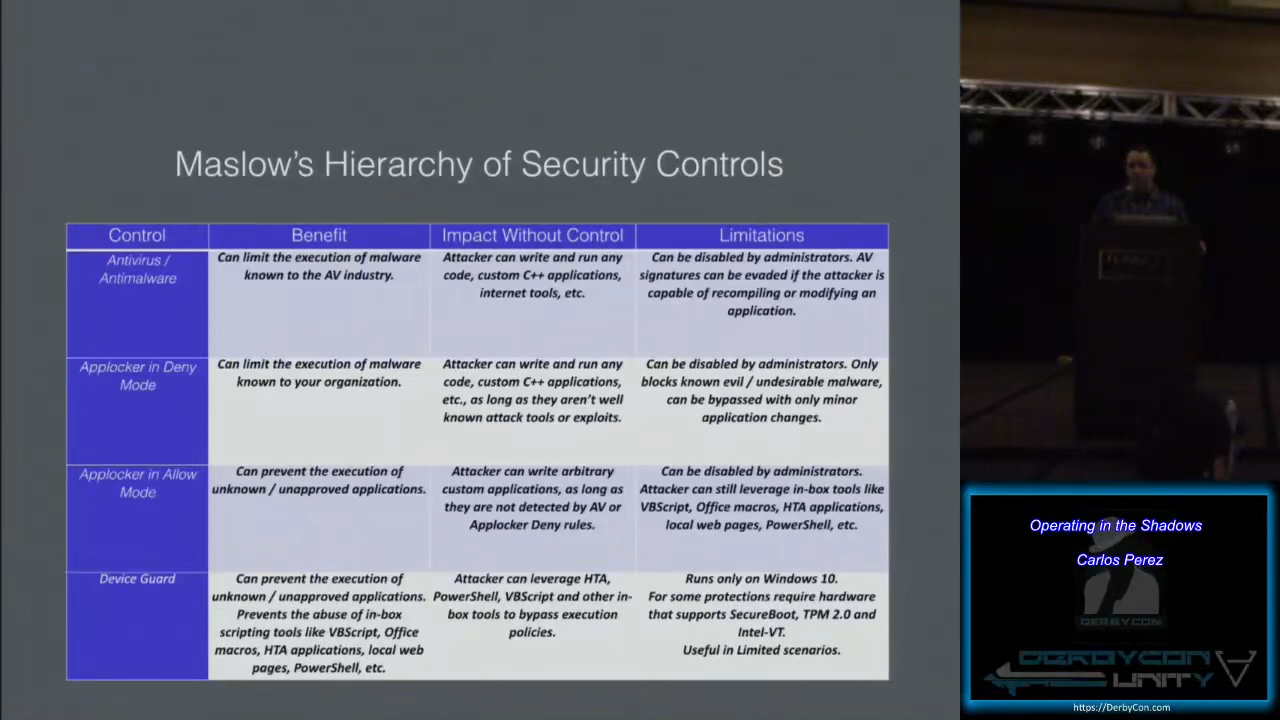 Maslow's Hierarchy of Security Controls
Control
Benefit
Impact Without Control
Limitations
Antivirus /
Antimalware
Can limit the execution of malware
known to the AV industry.
Attacker can write and run any
code, custom C++ applications,
internet tools, etc.
Can be disabled by administrators. AV
signatures can be evaded if the attacker is
capable of recompiling or modifying an
application.
Applocker in Deny
Mode
Can limit the execution of malware
known to your organization.
Attacker can write and run any
code, custom C++ applications,
etc., as long as they aren't well
known attack tools or exploits.
Can be disabled by administrators. Only
blocks known evil / undesirable malware,
can be bypassed with only minor
application changes.
Applocker in Allow
Mode
Can prevent the execution of
unknown / unapproved applications.
Attacker can write arbitrary
custom applications, as long as
they are not detected by AV or
Applocker Deny rules.
Can be disabled by administrators.
Attacker can still leverage in-box tools like
VBScript, Office macros, HTA applications,
local web pages, PowerShell, etc.
Device Guard
Can prevent the execution of
unknown / unapproved applications.
Prevents the abuse of in-box
scripting tools like VBScript, Office
macros, HTA applications, local web
pages, PowerShell, etc.
Attacker can leverage HTA,
PowerShell, VBScript and other in-
box tools to bypass execution
policies.
Runs only on Windows 10.
For some protections require hardware
that supports SecureBoot, TPM 2.0 and
Intel-VT.
Useful in Limited scenarios.
Operating in the Shadows
Carlos Perez
DERBYCON
DERBYCON
UNITY
https://DerbyCon.com